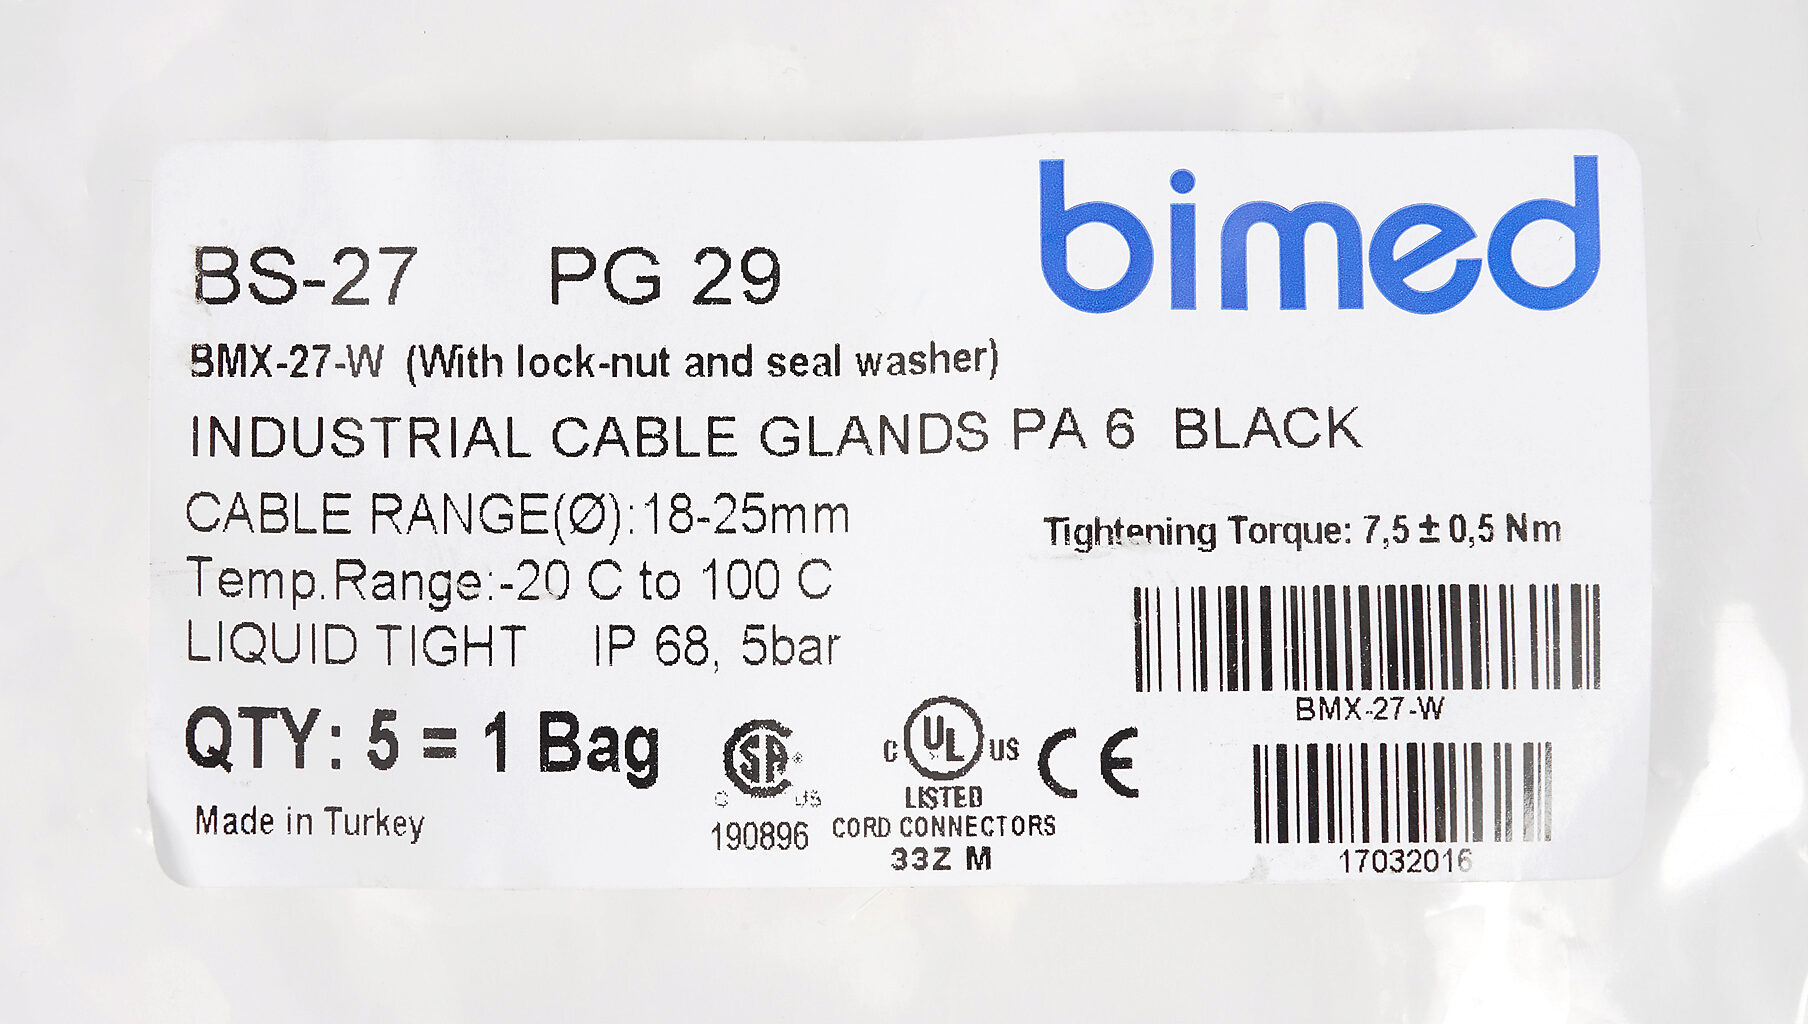 bimed
BS-27 PG 29
BMX-27-W (With lock-nut and seal washer)
INDUSTRIAL CABLE GLANDS PA 6 BLACK
CABLE RANGE(Ø):18-25mm
Tightening Torque: 7,5 ± 0,5 Nm
Temp.Range:-20 C to 100 C
LIQUID TIGHT IP 68, 5bar
BMX-27-W
QTY: 5 = 1 Bag
SA
C US
190896
C UL US
LISTED
CORD CONNECTORS
33Z M
CE
Made in Turkey
17032016